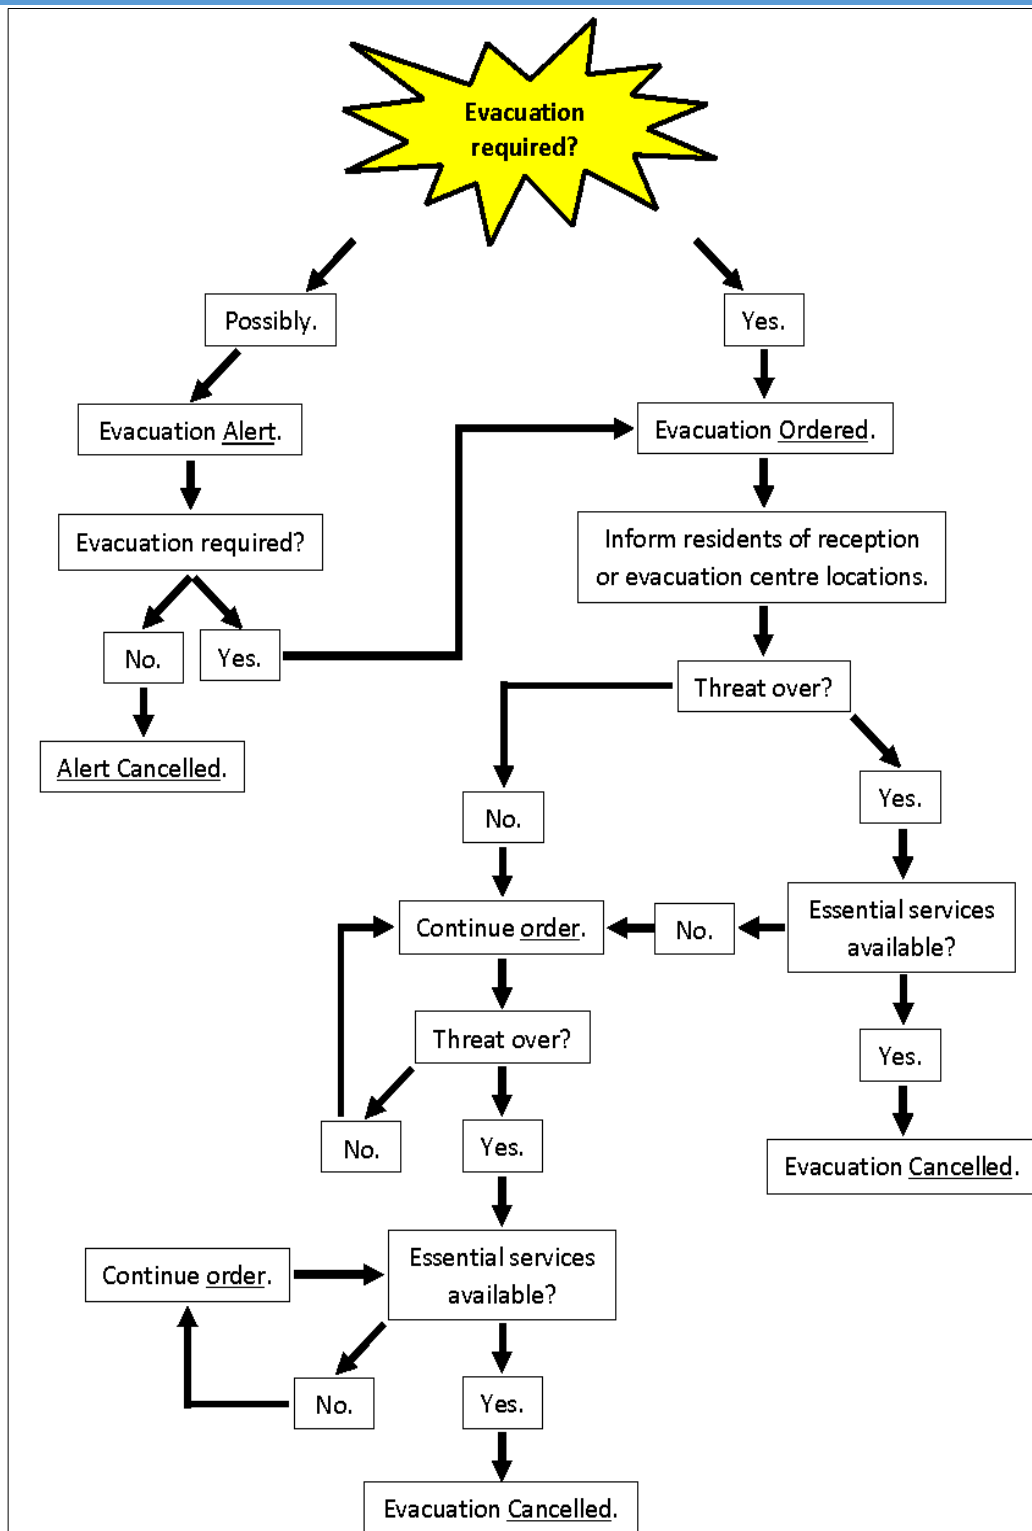 Evacuation
required?
Possibly.
Yes.
Evacuation Alert.
Evacuation Ordered.
Evacuation required?
Inform residents of reception
or evacuation centre locations.
No.
Yes.
Threat over?
Alert Cancelled.
Yes.
No.
Essential services
available?
Continue order.
No.
Threat over?
Yes.
No.
Yes.
Evacuation Cancelled.
Essential services
available?
Continue order.
No.
Yes.
Evacuation Cancelled.